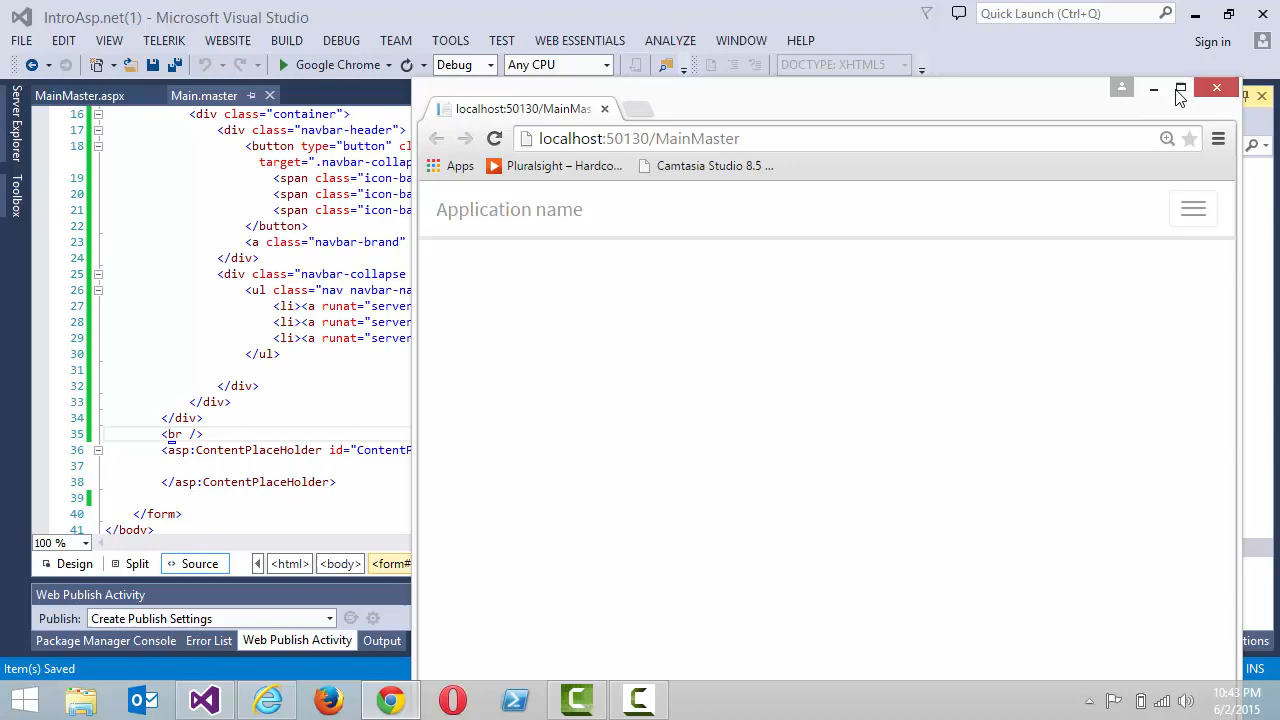 IntroAsp.net(1) - Microsoft Visual Studio
Quick Launch (Ctrl+Q)
FILE EDIT VIEW TELERIK WEBSITE BUILD DEBUG TEAM TOOLS TEST WEB ESSENTIALS ANALYZE WINDOW HELP
Sign in
Google Chrome Debug Any CPU DOCTYPE: XHTML5
Server Explorer
Toolbox
MainMaster.aspx Main.master
16 <div class="container">
17 <div class="navbar-header">
18 <button type="button" cl
target=".navbar-collap
19 <span class="icon-ba
20 <span class="icon-ba
21 <span class="icon-ba
22 </button>
23 <a class="navbar-brand"
24 </div>
25 <div class="navbar-collapse
26 <ul class="nav navbar-na
27 <li><a runat="server
28 <li><a runat="server
29 <li><a runat="server
30 </ul>
31
32 </div>
33 </div>
34 </div>
35 <br />
36 <asp:ContentPlaceHolder id="ContentP
37
38 </asp:ContentPlaceHolder>
39
40 </form>
41 </body>
100 %
Design Split Source <html> <body> <form#
Web Publish Activity
Publish: Create Publish Settings
Package Manager Console Error List Web Publish Activity Output
Item(s) Saved
localhost:50130/MainMas
localhost:50130/MainMaster
Apps Pluralsight – Hardco... Camtasia Studio 8.5 ...
Application name
tions
INS
10:43 PM
6/2/2015